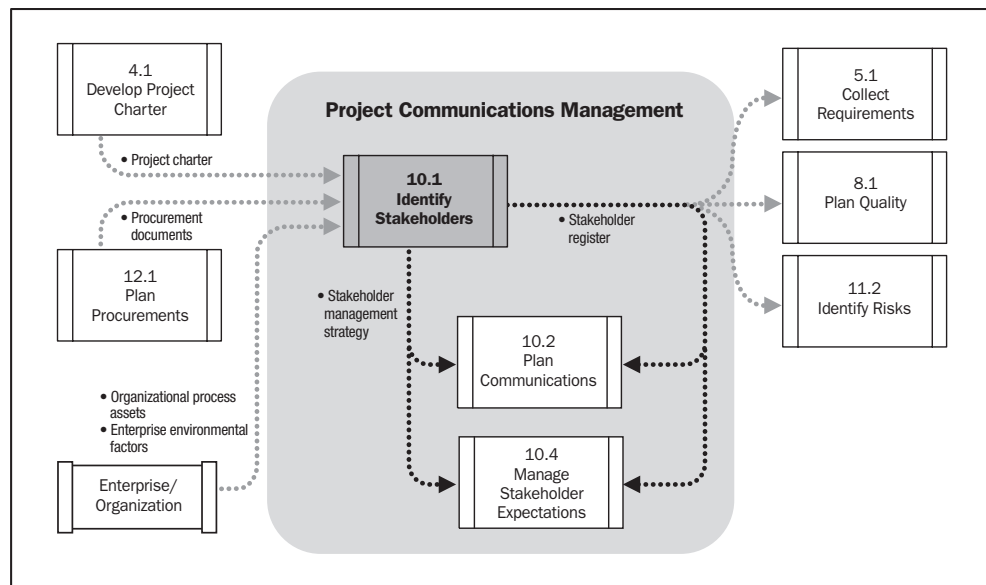 4.1
Develop Project
Charter
• Project charter
• Procurement
documents
12.1
Plan
Procurements
• Organizational process
assets
• Enterprise environmental
factors
Enterprise/
Organization
Project Communications Management
10.1
Identify
Stakeholders
• Stakeholder
register
• Stakeholder
management
strategy
10.2
Plan
Communications
10.4
Manage
Stakeholder
Expectations
5.1
Collect
Requirements
8.1
Plan Quality
11.2
Identify Risks